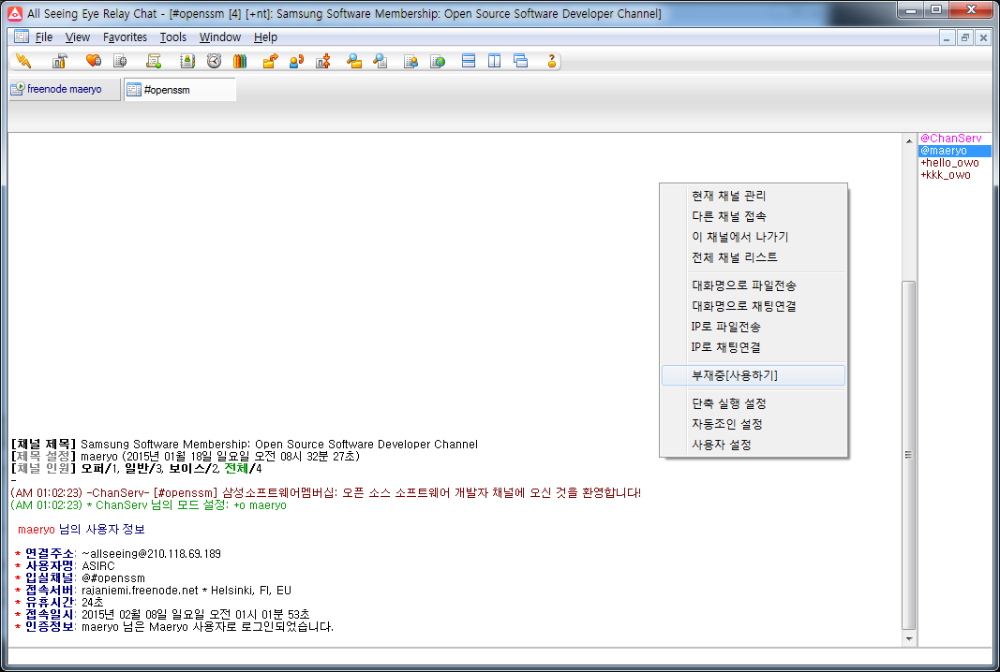 All Seeing Eye Relay Chat - [#openssm [4] [+nt]: Samsung Software Membership: Open Source Software Developer Channel]
File View Favorites Tools Window Help
freenode maeryo
#openssm
@ChanServ
@maeryo
+hello_owo
+kkk_owo
현재 채널 관리
다른 채널 접속
이 채널에서 나가기
전체 채널 리스트
대화명으로 파일전송
대화명으로 채팅연결
IP로 파일전송
IP로 채팅연결
부재중[사용하기]
단축 실행 설정
자동조인 설정
사용자 설정
[채널 제목] Samsung Software Membership: Open Source Software Developer Channel
[제목 설정] maeryo (2015년 01월 18일 일요일 오전 08시 32분 27초)
[채널 인원] 오퍼/1, 일반/3, 보이스/2, 전체/4
-
(AM 01:02:23) -ChanServ- [#openssm] 삼성소프트웨어멤버십: 오픈 소스 소프트웨어 개발자 채널에 오신 것을 환영합니다!
(AM 01:02:23) * ChanServ 님의 모드 설정: +o maeryo
maeryo 님의 사용자 정보
* 연결주소: ~allseeing@210.118.69.189
* 사용자명: ASIRC
* 입실채널: @#openssm
* 접속서버: rajaniemi.freenode.net * Helsinki, FI, EU
* 유휴시간: 24초
* 접속일시: 2015년 02월 08일 일요일 오전 01시 01분 53초
* 인증정보: maeryo 님은 Maeryo 사용자로 로그인되었습니다.